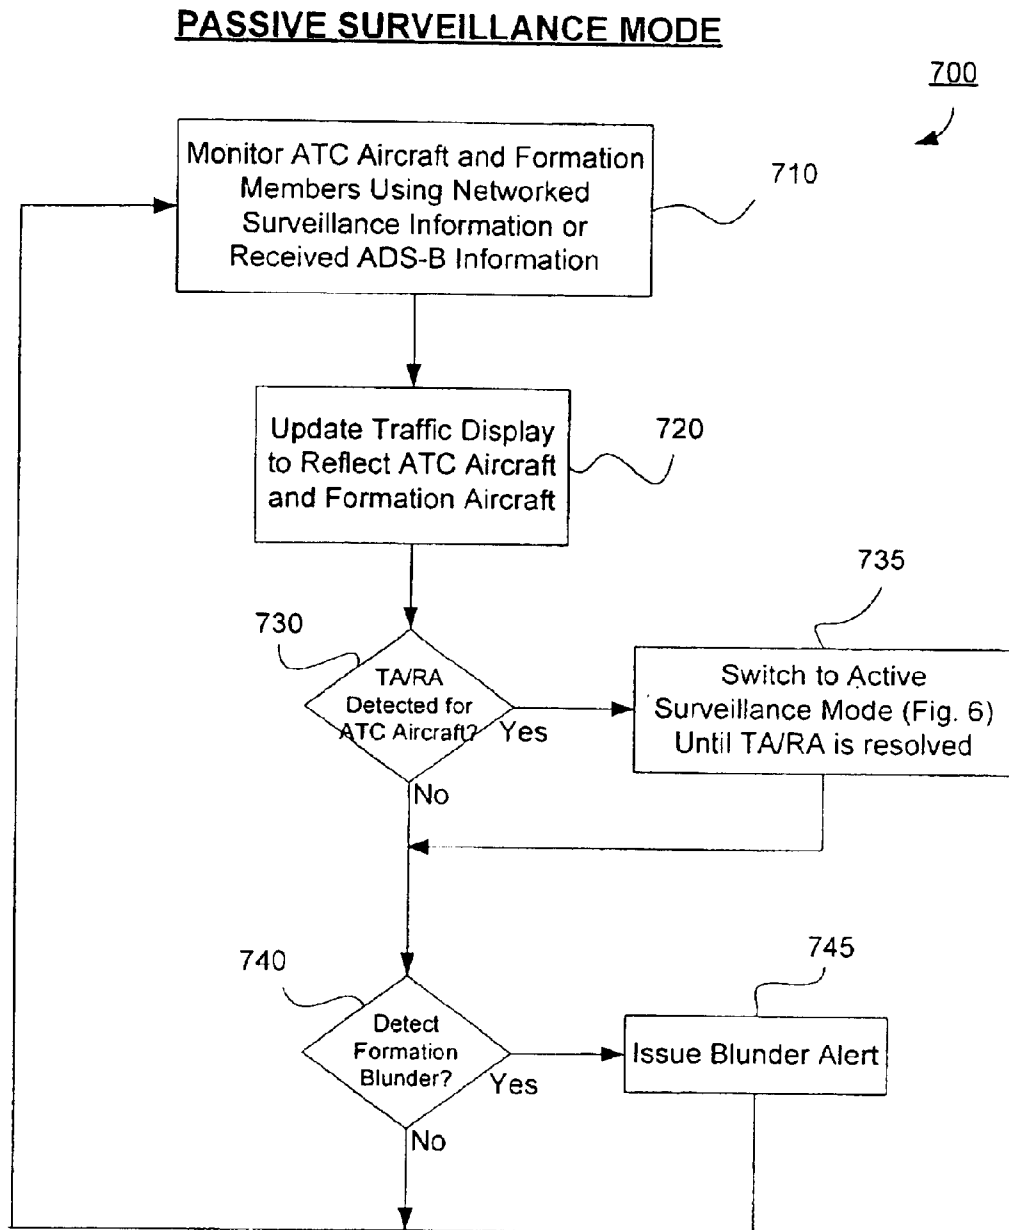 PASSIVE SURVEILLANCE MODE
700
Monitor ATC Aircraft and Formation
Members Using Networked
Surveillance Information or
Received ADS-B Information
710
Update Traffic Display
to Reflect ATC Aircraft
and Formation Aircraft
720
730
TA/RA
Detected for
ATC Aircraft?
Yes
No
735
Switch to Active
Surveillance Mode (Fig. 6)
Until TA/RA is resolved
740
Detect
Formation
Blunder?
Yes
No
745
Issue Blunder Alert